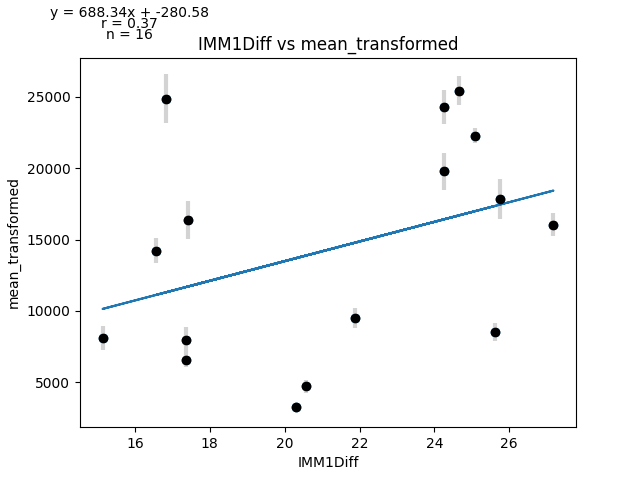 y = 688.34x + -280.58
r = 0.37
n = 16
IMM1Diff vs mean_transformed
25000
20000
15000
10000
5000
mean_transformed
16 18 20 22 24 26
IMM1Diff